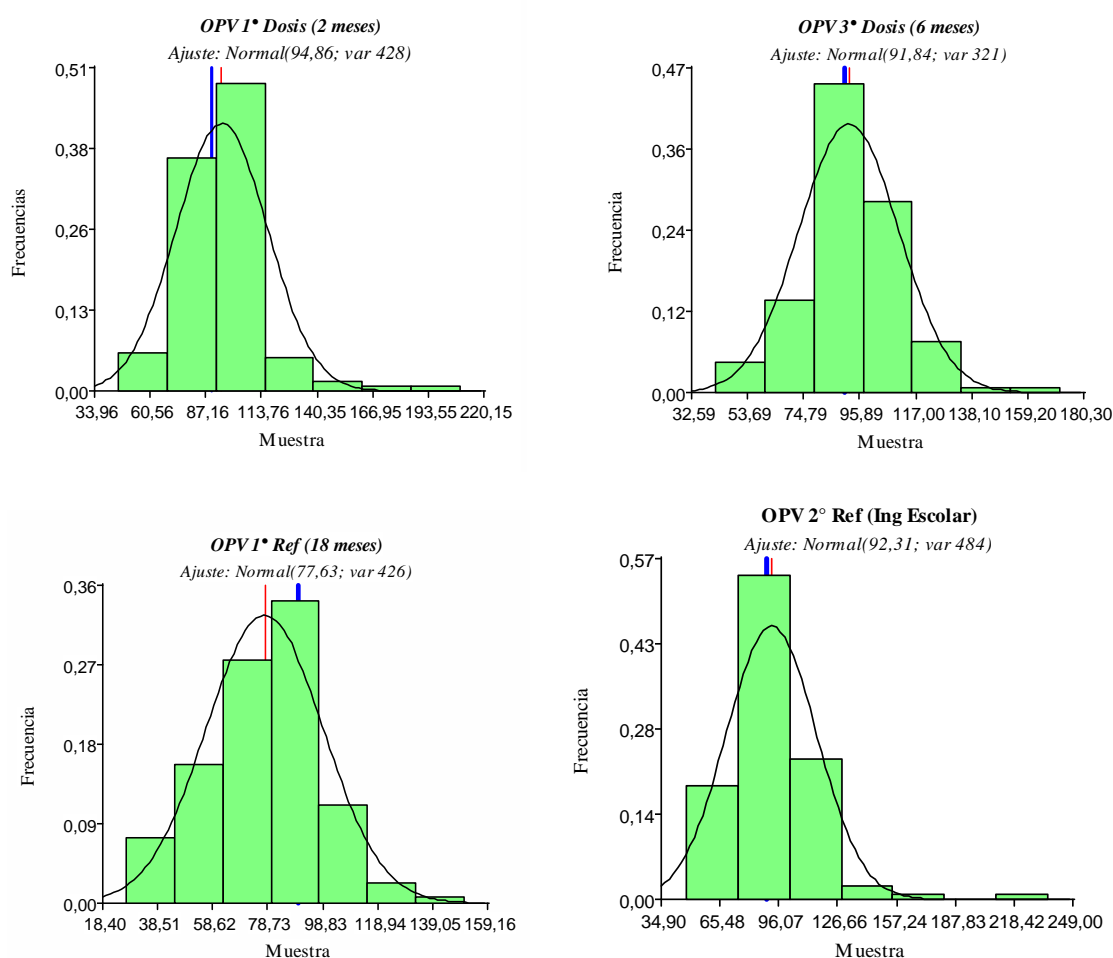 OPV 1• Dosis (2 meses)
Ajuste: Normal(94,86; var 428)
0,51
0,38
0,26
0,13
0,00
Frecuencias
33,96 60,56 87,16 113,76 140,35 166,95 193,55 220,15
Muestra
OPV 3• Dosis (6 meses)
Ajuste: Normal(91,84; var 321)
0,47
0,36
0,24
0,12
0,00
Frecuencia
32,59 53,69 74,79 95,89 117,00 138,10 159,20 180,30
Muestra
OPV 1• Ref (18 meses)
Ajuste: Normal(77,63; var 426)
0,36
0,27
0,18
0,09
0,00
Frecuencia
18,40 38,51 58,62 78,73 98,83 118,94 139,05 159,16
Muestra
OPV 2° Ref (Ing Escolar)
Ajuste: Normal(92,31; var 484)
0,57
0,43
0,28
0,14
0,00
Frecuencia
34,90 65,48 96,07 126,66 157,24 187,83 218,42 249,00
Muestra